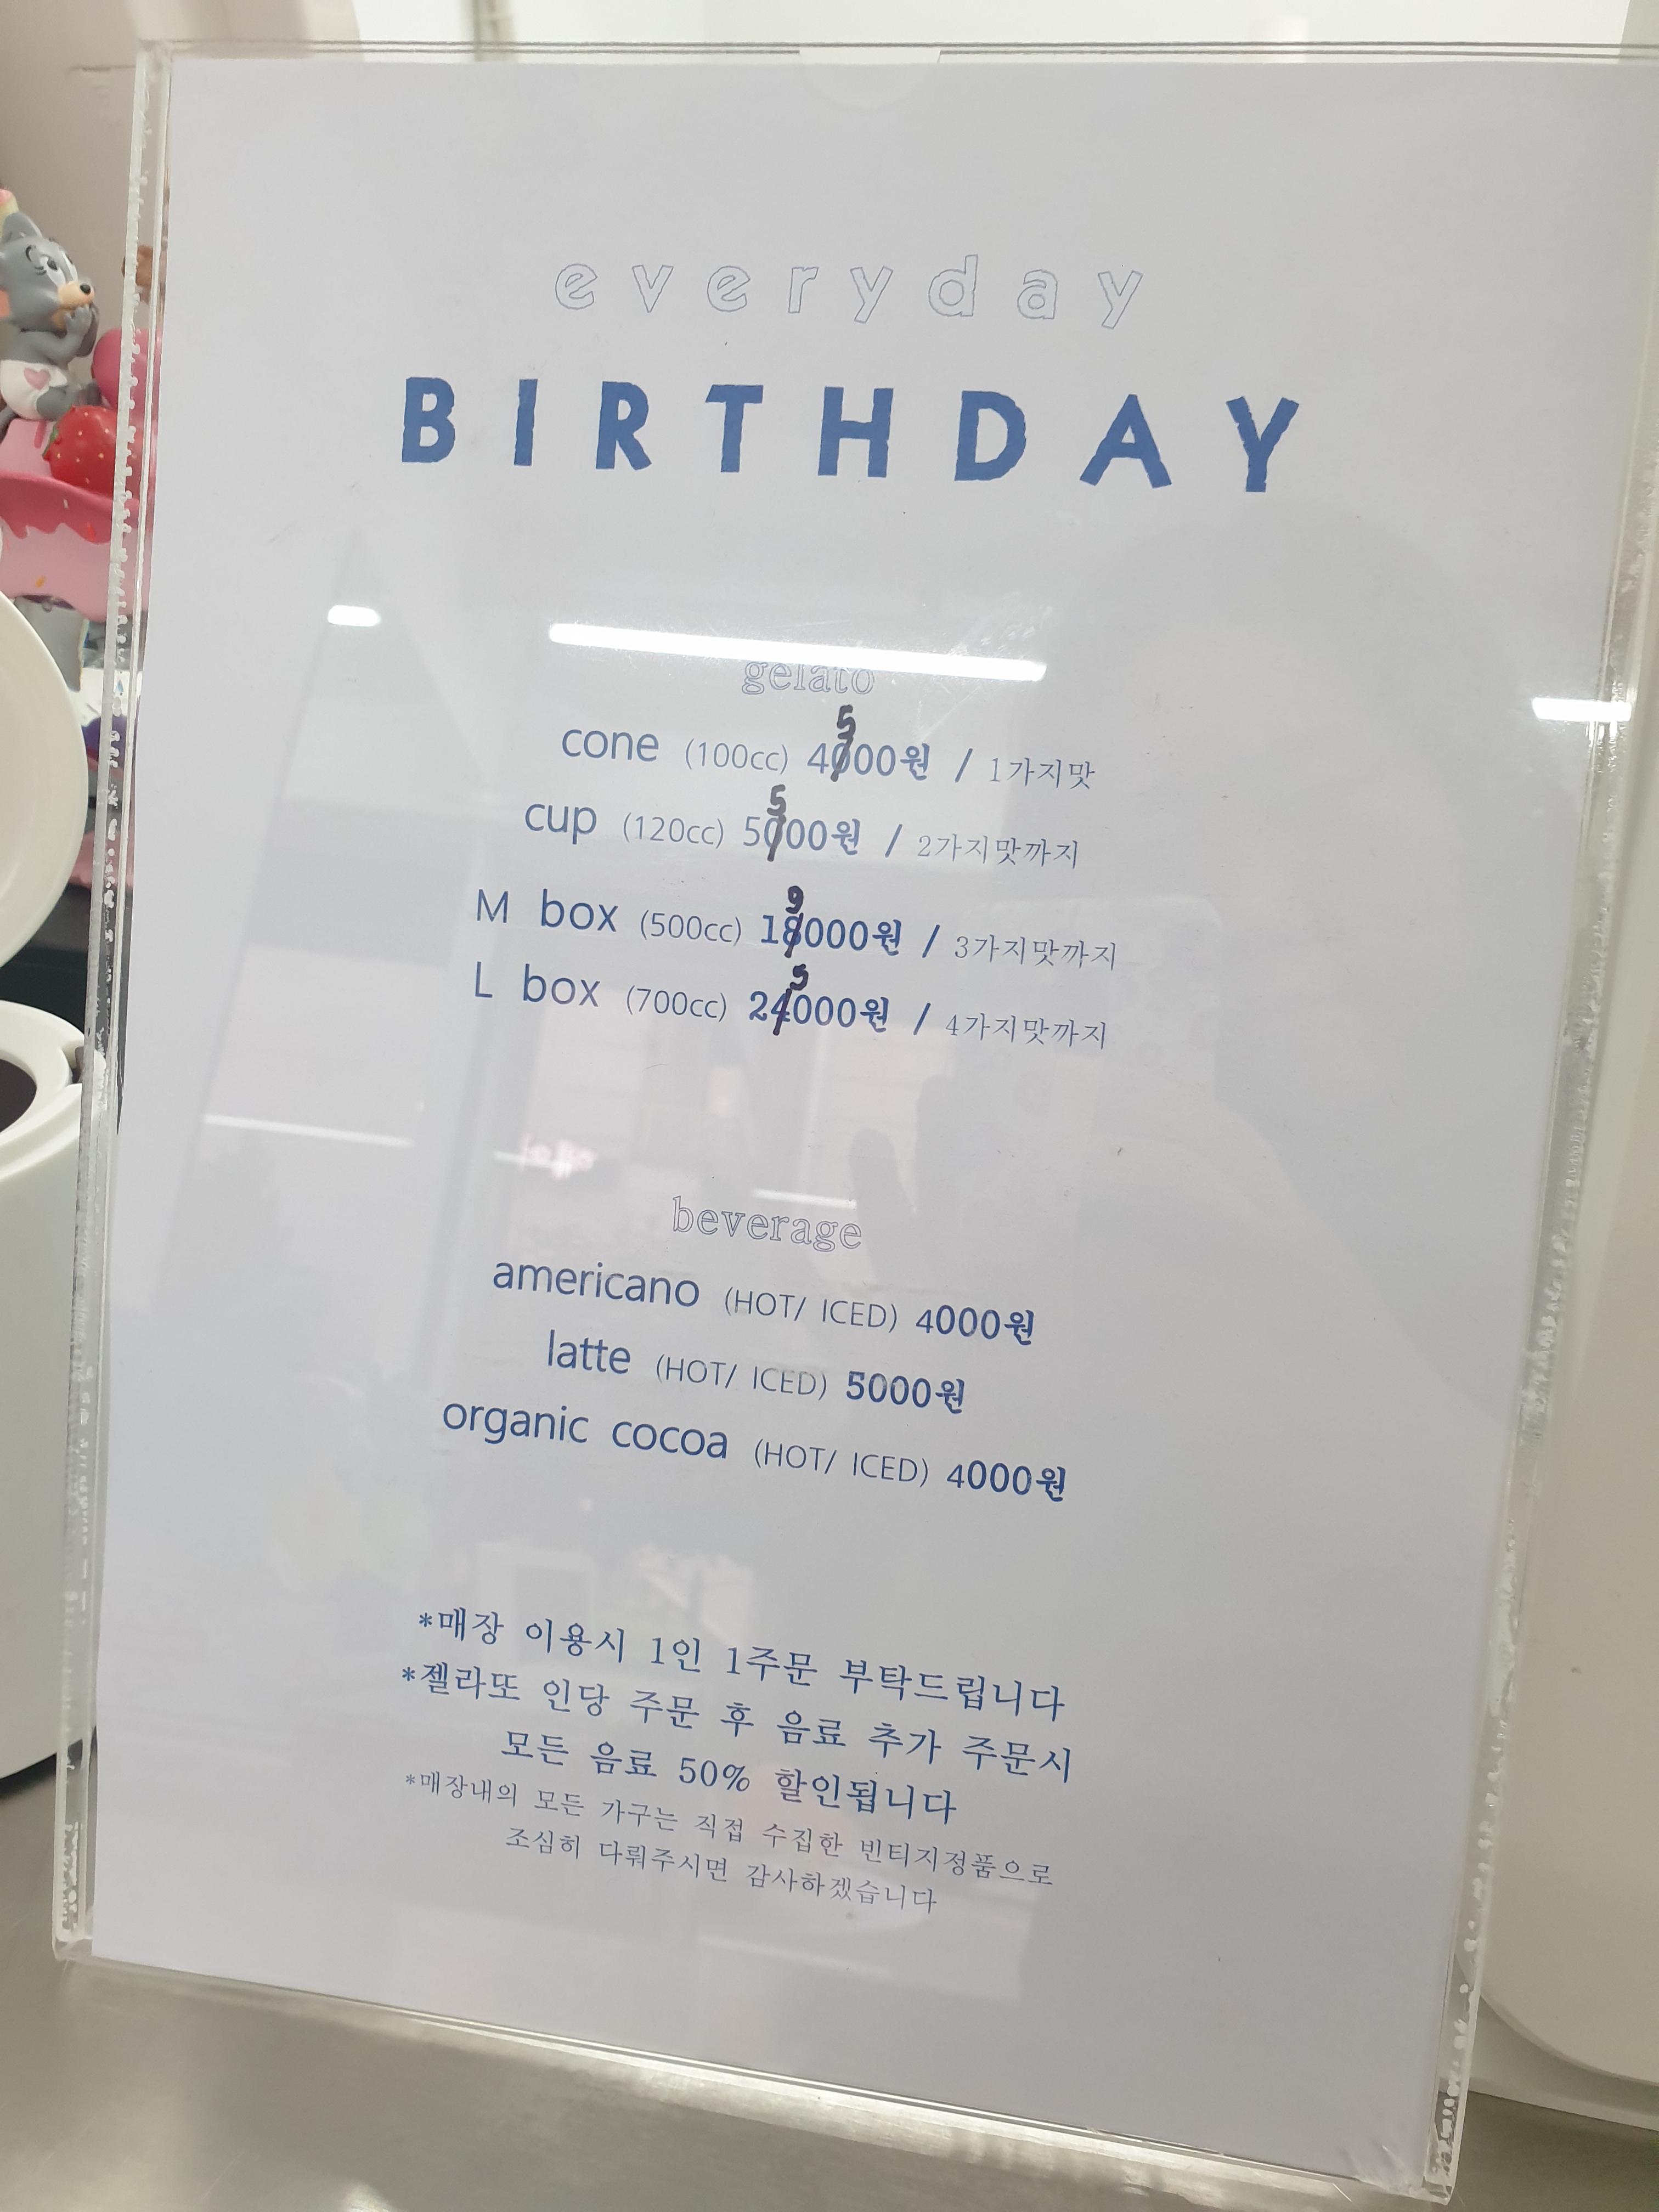 everyday
BIRTHDAY
gelato
cone (100cc) 4500원 / 1가지맛
cup (120cc) 5500원 / 2가지맛까지
M box (500cc) 19000원 / 3가지맛까지
L box (700cc) 25000원 / 4가지맛까지
beverage
americano (HOT/ ICED) 4000원
latte (HOT/ ICED) 5000원
organic cocoa (HOT/ ICED) 4000원
*매장 이용시 1인 1주문 부탁드립니다
*젤라또 인당 주문 후 음료 추가 주문시
모든 음료 50% 할인됩니다
*매장내의 모든 가구는 직접 수집한 빈티지정품으로
조심히 다뤄주시면 감사하겠습니다